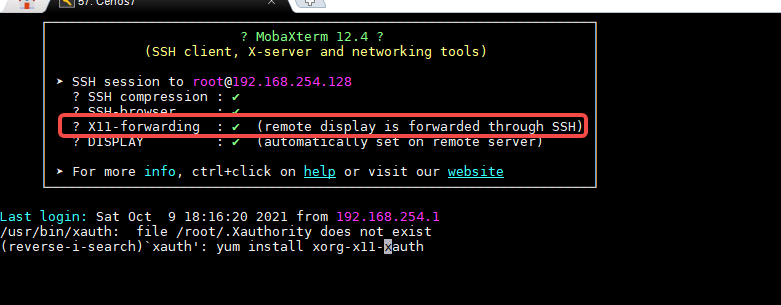 57. Cenos7
? MobaXterm 12.4 ?
(SSH client, X-server and networking tools)
➤ SSH session to root@192.168.254.128
? SSH compression : ✔
? SSH-browser : ✔
? X11-forwarding : ✔ (remote display is forwarded through SSH)
? DISPLAY : ✔ (automatically set on remote server)
➤ For more info, ctrl+click on help or visit our website
Last login: Sat Oct 9 18:16:20 2021 from 192.168.254.1
/usr/bin/xauth: file /root/.Xauthority does not exist
(reverse-i-search)`xauth': yum install xorg-x11-xauth